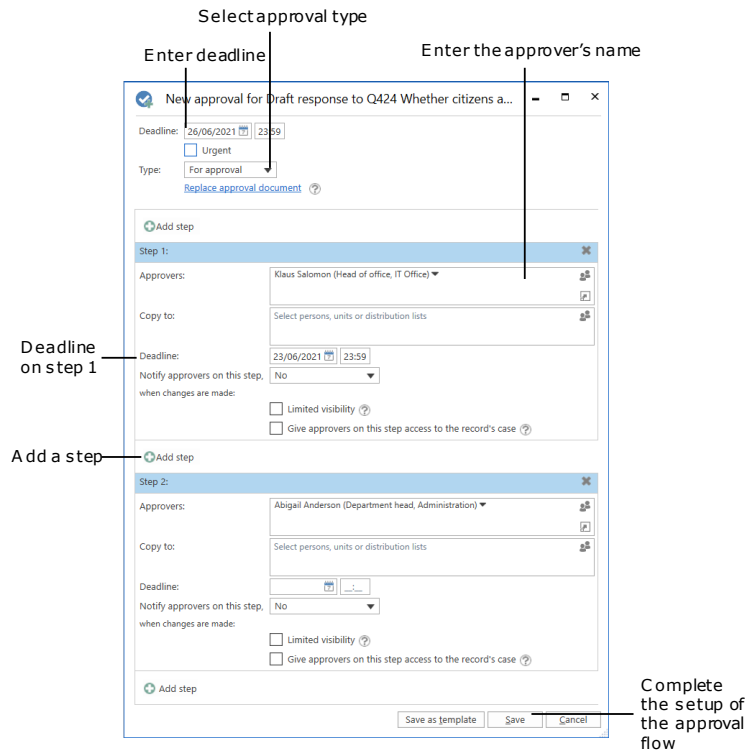 Select approval type
Enter deadline
Enter the approver's name
New approval for Draft response to Q424 Whether citizens a...
Deadline: 26/06/2021 23:59
Urgent
Type: For approval
Replace approval document
Add step
Step 1:
Approvers: Klaus Salomon (Head of office, IT Office)
Copy to: Select persons, units or distribution lists
Deadline
on step 1
Deadline: 23/06/2021 23:59
Notify approvers on this step, No
when changes are made:
Limited visibility
Give approvers on this step access to the record's case
Add a step
Add step
Step 2:
Approvers: Abigail Anderson (Department head, Administration)
Copy to: Select persons, units or distribution lists
Deadline: __:__
Notify approvers on this step, No
when changes are made:
Limited visibility
Give approvers on this step access to the record's case
Add step
Save as template Save Cancel
Complete
the setup of
the approval
flow